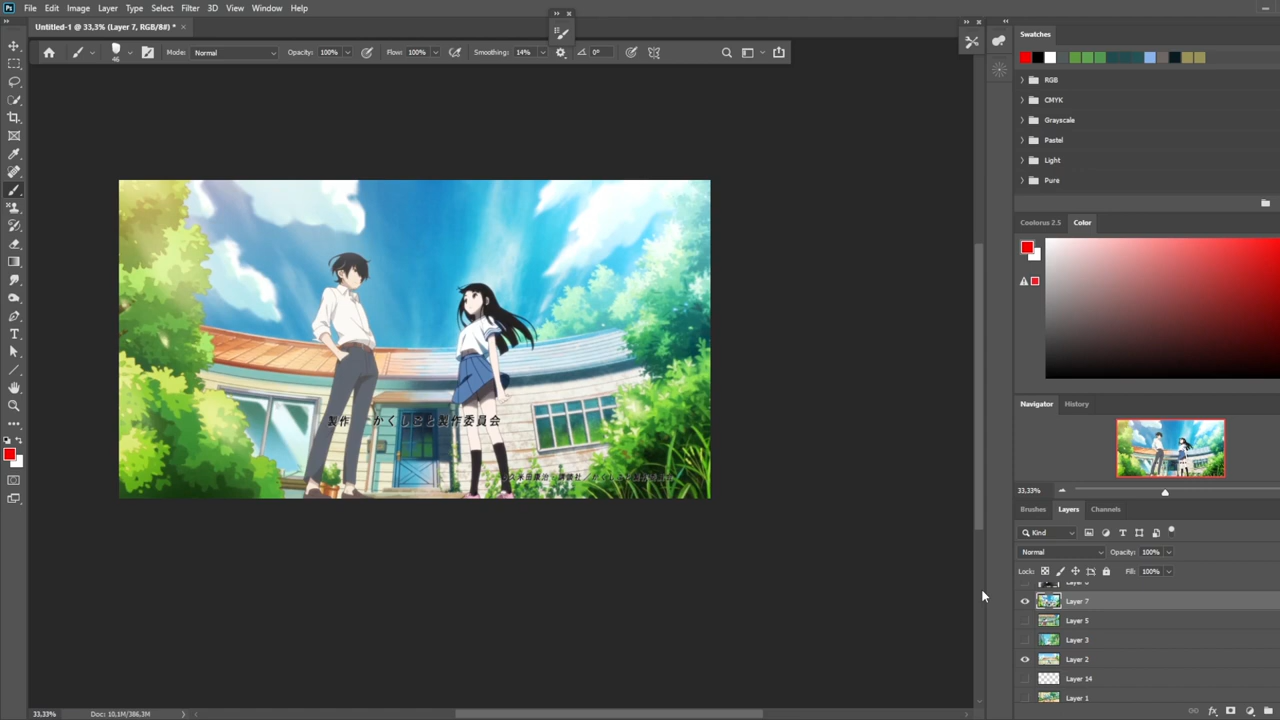 File Edit Image Layer Type Select Filter 3D View Window Help
Untitled-1 @ 33,3% (Layer 7, RGB/8#) *
46 Mode: Normal Opacity: 100% Flow: 100% Smoothing: 14% 0°
Swatches
RGB
CMYK
Grayscale
Pastel
Light
Pure
Coolorus 2.5 Color
製作 かくしごと製作委員会
Navigator History
33,33%
Brushes Layers Channels
Kind
Normal Opacity: 100%
Lock: Fill: 100%
Layer 7
Layer 5
Layer 3
Layer 2
Layer 14
Layer 1
33,33% Doc: 10,1M/386,3M